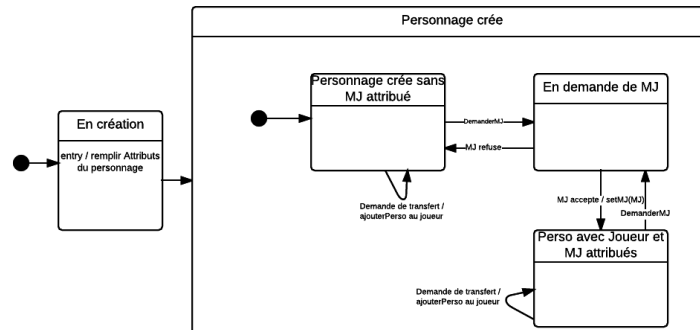 Personnage crée
Personnage crée sans
MJ attribué
En demande de MJ
En création
entry / remplir Attributs
du personnage
DemanderMJ
MJ refuse
Demande de transfert /
ajouterPerso au joueur
MJ accepte / setMJ(MJ)
DemanderMJ
Perso avec Joueur et
MJ attribués
Demande de transfert /
ajouterPerso au joueur